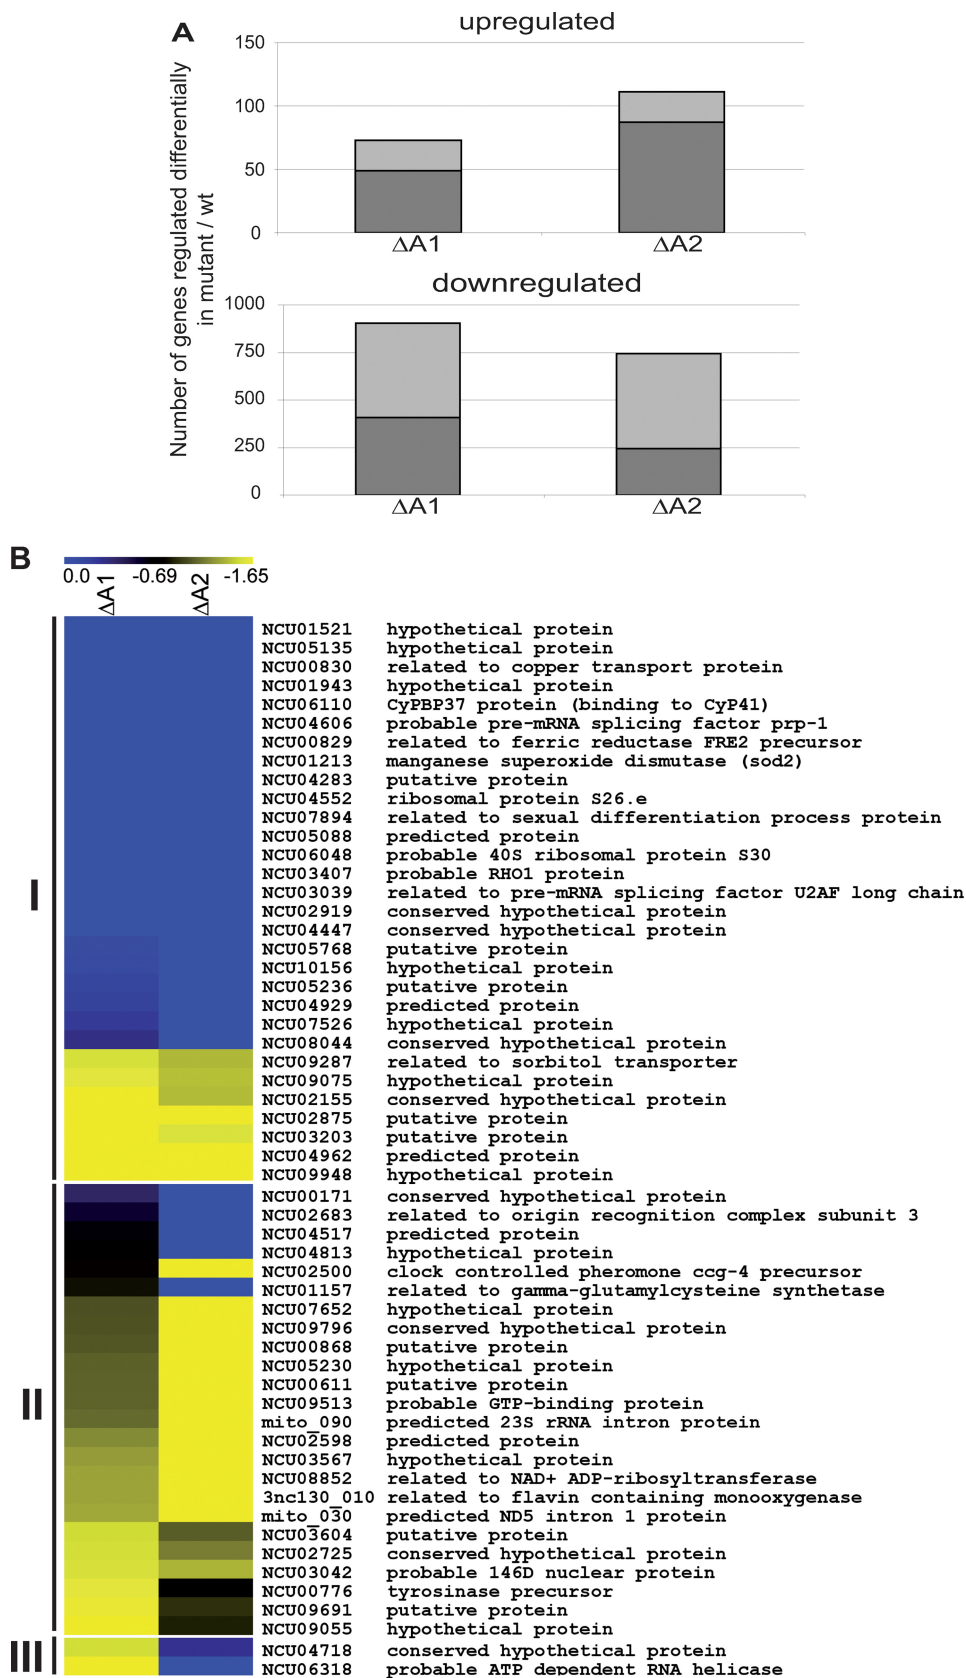 A
upregulated
Number of genes regulated differentially
in mutant / wt
150
100
50
0
ΔA1 ΔA2
downregulated
1000
750
500
250
0
ΔA1 ΔA2
B
0.0 -0.69 -1.65
ΔA1 ΔA2
I
NCU01521 hypothetical protein
NCU05135 hypothetical protein
NCU00830 related to copper transport protein
NCU01943 hypothetical protein
NCU06110 CyPBP37 protein (binding to CyP41)
NCU04606 probable pre-mRNA splicing factor prp-1
NCU00829 related to ferric reductase FRE2 precursor
NCU01213 manganese superoxide dismutase (sod2)
NCU04283 putative protein
NCU04552 ribosomal protein S26.e
NCU07894 related to sexual differentiation process protein
NCU05088 predicted protein
NCU06048 probable 40S ribosomal protein S30
NCU03407 probable RHO1 protein
NCU03039 related to pre-mRNA splicing factor U2AF long chain
NCU02919 conserved hypothetical protein
NCU04447 conserved hypothetical protein
NCU05768 putative protein
NCU10156 hypothetical protein
NCU05236 putative protein
NCU04929 predicted protein
NCU07526 hypothetical protein
NCU08044 conserved hypothetical protein
NCU09287 related to sorbitol transporter
NCU09075 hypothetical protein
NCU02155 conserved hypothetical protein
NCU02875 putative protein
NCU03203 putative protein
NCU04962 predicted protein
NCU09948 hypothetical protein
II
NCU00171 conserved hypothetical protein
NCU02683 related to origin recognition complex subunit 3
NCU04517 predicted protein
NCU04813 hypothetical protein
NCU02500 clock controlled pheromone ccg-4 precursor
NCU01157 related to gamma-glutamylcysteine synthetase
NCU07652 hypothetical protein
NCU09796 conserved hypothetical protein
NCU00868 putative protein
NCU05230 hypothetical protein
NCU00611 putative protein
NCU09513 probable GTP-binding protein
mito_090 predicted 23S rRNA intron protein
NCU02598 predicted protein
NCU03567 hypothetical protein
NCU08852 related to NAD+ ADP-ribosyltransferase
3nc130_010 related to flavin containing monooxygenase
mito_030 predicted ND5 intron 1 protein
NCU03604 putative protein
NCU02725 conserved hypothetical protein
NCU03042 probable 146D nuclear protein
NCU00776 tyrosinase precursor
NCU09691 putative protein
NCU09055 hypothetical protein
III
NCU04718 conserved hypothetical protein
NCU06318 probable ATP dependent RNA helicase